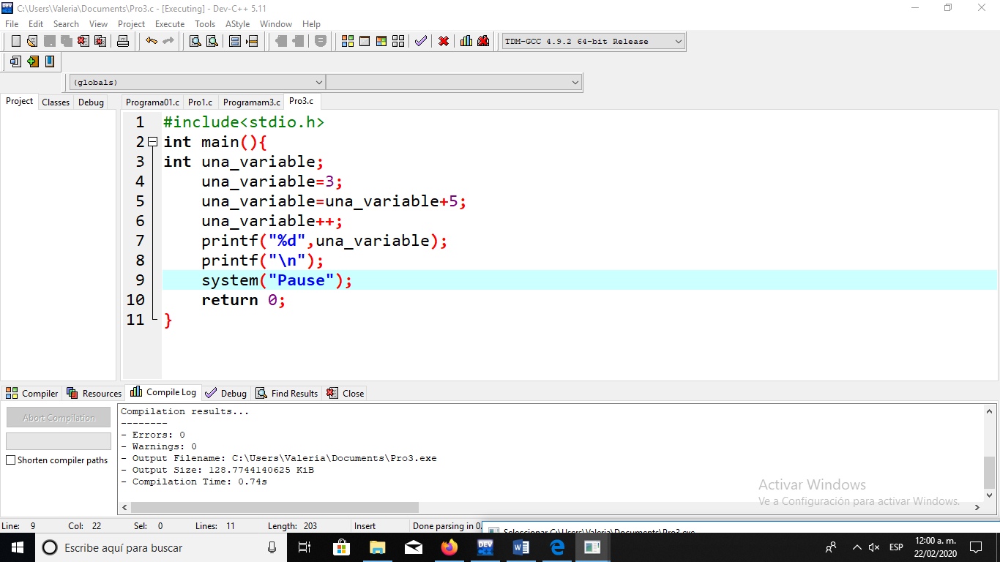 C:\Users\Valeria\Documents\Pro3.c - [Executing] - Dev-C++ 5.11
File Edit Search View Project Execute Tools AStyle Window Help
TDM-GCC 4.9.2 64-bit Release
(globals)
Project Classes Debug
Programa01.c Pro1.c Programam3.c Pro3.c
1 #include<stdio.h>
2 int main(){
3 int una_variable;
4 una_variable=3;
5 una_variable=una_variable+5;
6 una_variable++;
7 printf("%d",una_variable);
8 printf("\n");
9 system("Pause");
10 return 0;
11 }
Compiler Resources Compile Log Debug Find Results Close
Abort Compilation
Shorten compiler paths
Compilation results...
--------
- Errors: 0
- Warnings: 0
- Output Filename: C:\Users\Valeria\Documents\Pro3.exe
- Output Size: 128.7744140625 KiB
- Compilation Time: 0.74s
Activar Windows
Ve a Configuración para activar Windows.
Line: 9 Col: 22 Sel: 0 Lines: 11 Length: 203 Insert Done parsing in 0.
Seleccionar C:\Users\Valeria\Documents\Pro3.exe
Escribe aquí para buscar
DEV
ESP
12:00 a. m.
22/02/2020